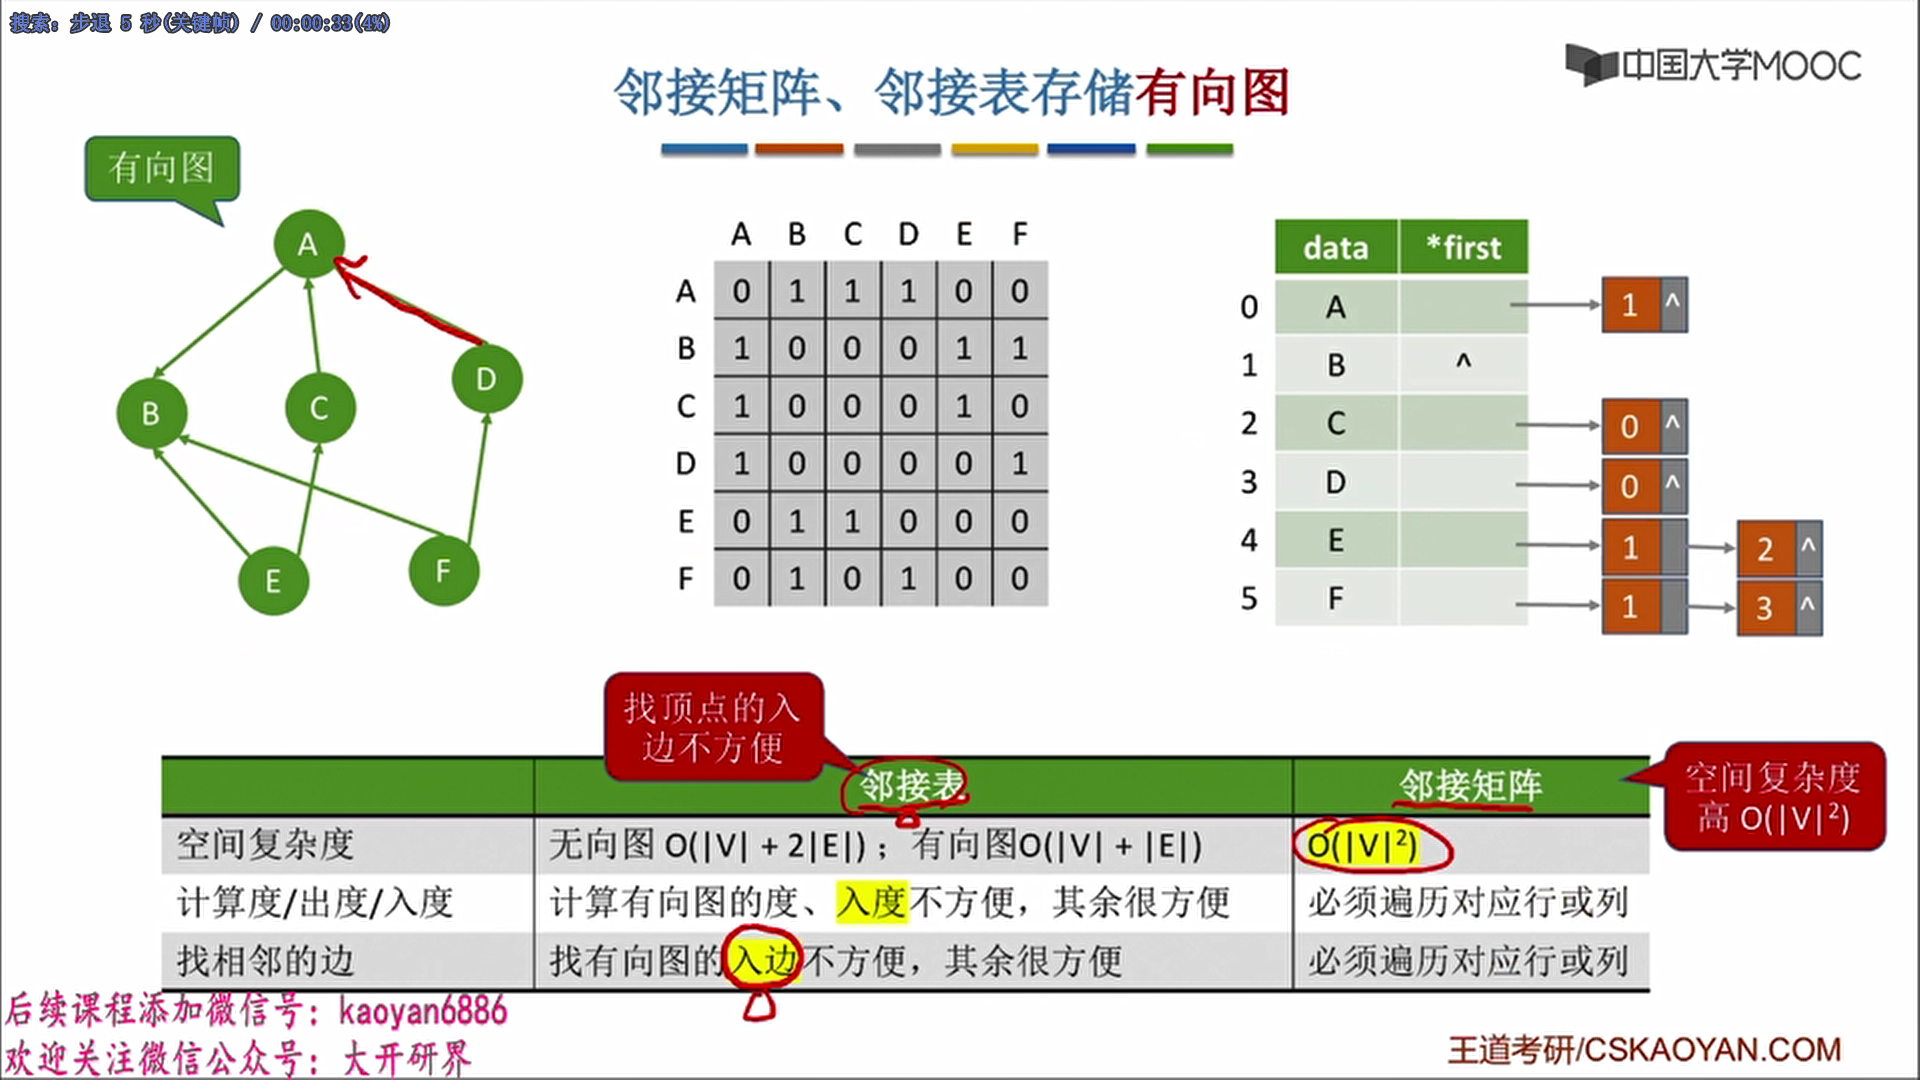 搜索: 步退 5 秒(关键帧) / 00:00:33(4%)
中国大学MOOC
邻接矩阵、邻接表存储有向图
有向图
A
B
C
D
E
F
A B C D E F
A 0 1 1 1 0 0
B 1 0 0 0 1 1
C 1 0 0 0 1 0
D 1 0 0 0 0 1
E 0 1 1 0 0 0
F 0 1 0 1 0 0
data *first
0 A 1 ^
1 B ^
2 C 0 ^
3 D 0 ^
4 E 1 2 ^
5 F 1 3 ^
找顶点的入
边不方便
空间复杂度
高 O(|V|²)
邻接表 邻接矩阵
空间复杂度 无向图 O(|V| + 2|E|)；有向图O(|V| + |E|) O(|V|²)
计算度/出度/入度 计算有向图的度、入度不方便，其余很方便 必须遍历对应行或列
找相邻的边 找有向图的入边不方便，其余很方便 必须遍历对应行或列
后续课程添加微信号：kaoyan6886
欢迎关注微信公众号：大开研界
王道考研/CSKAOYAN.COM